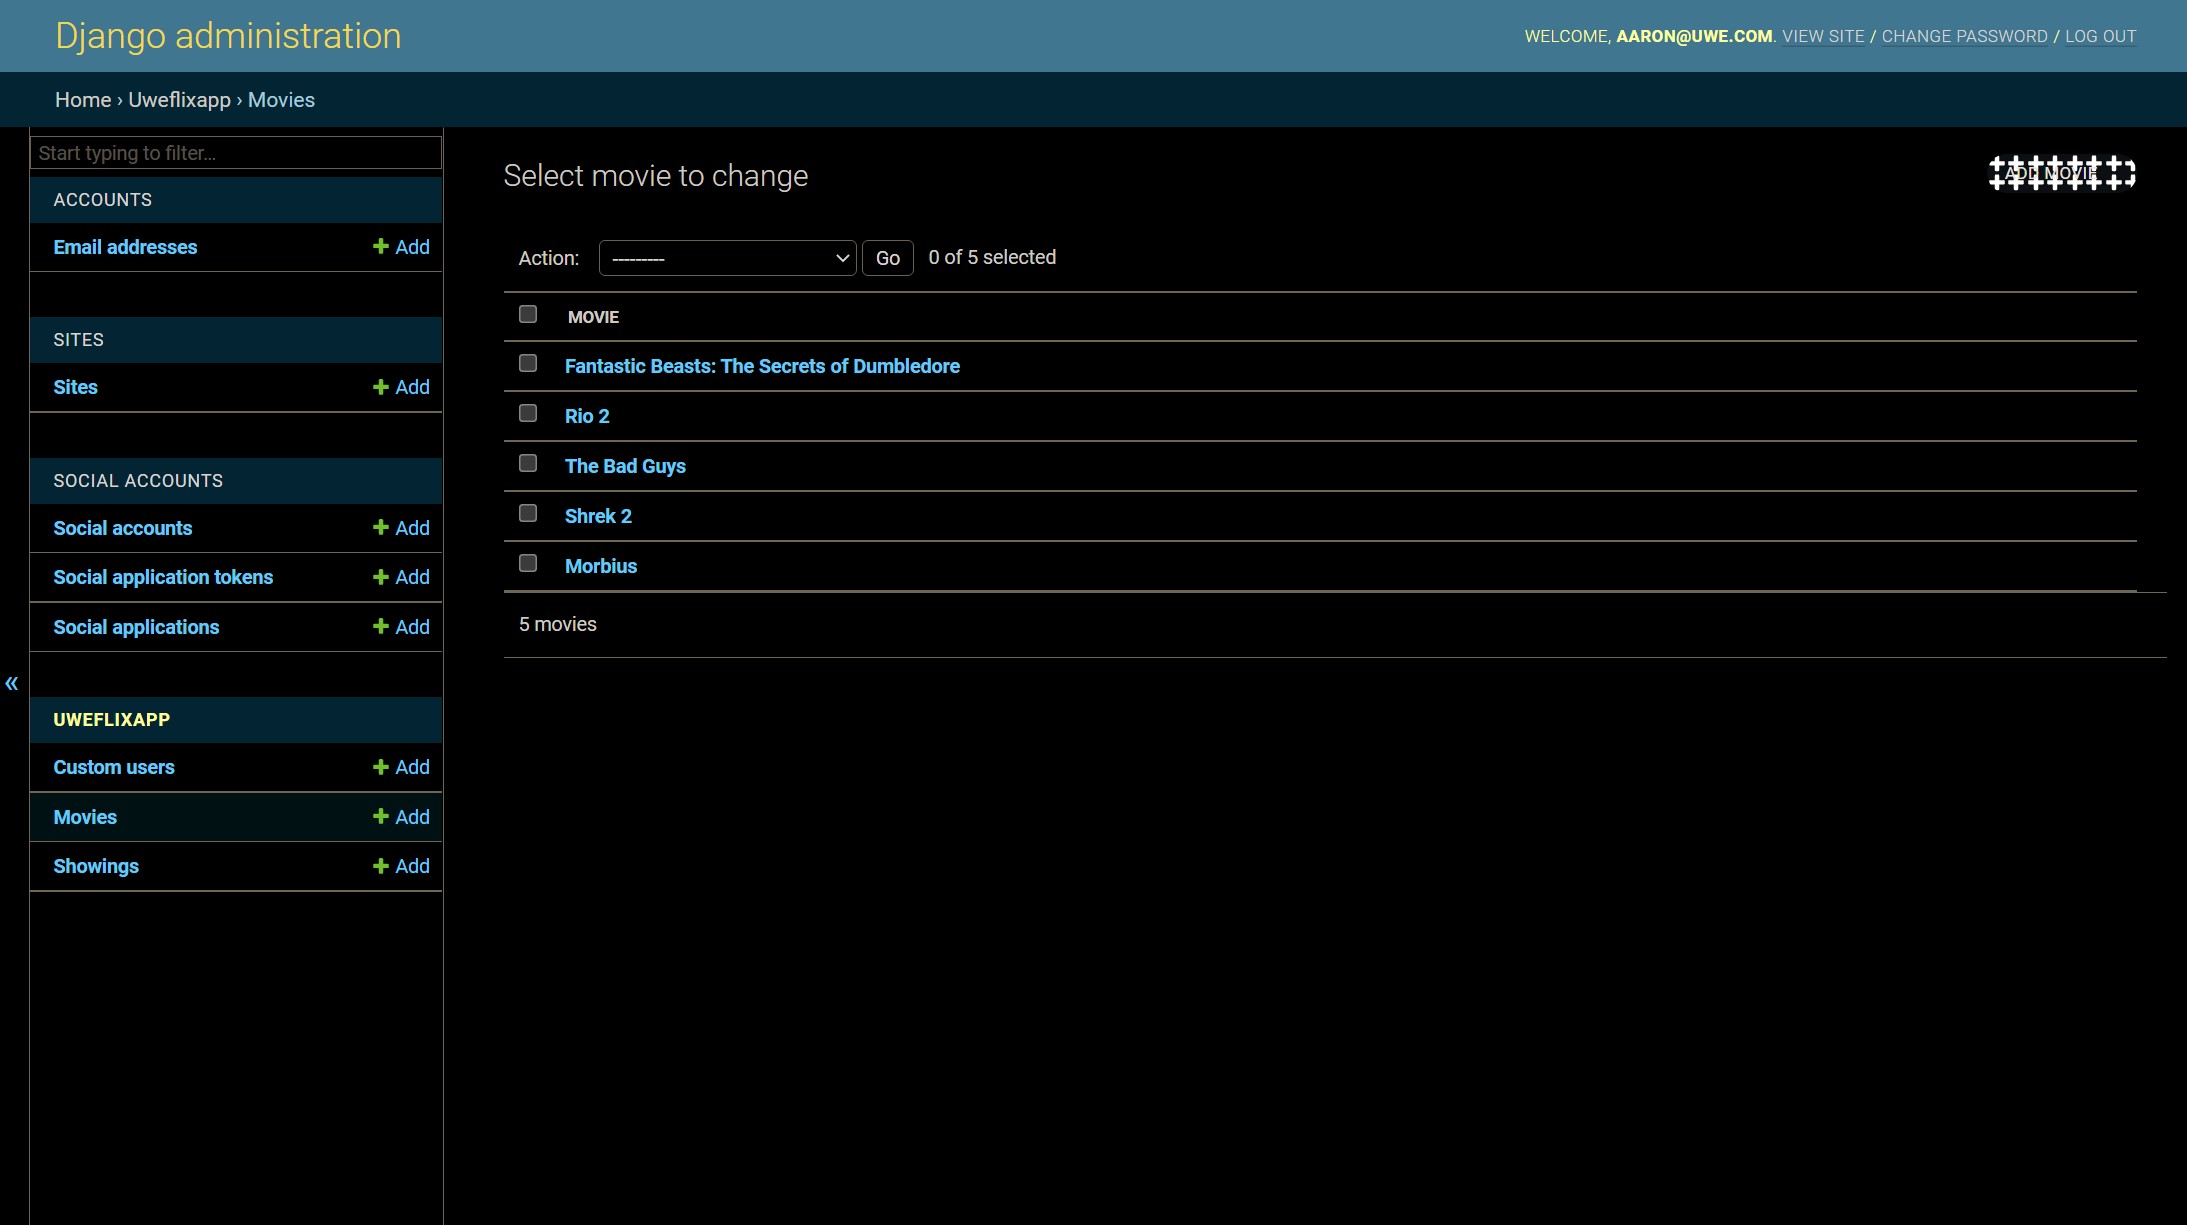 Django administration
WELCOME, AARON@UWE.COM. VIEW SITE / CHANGE PASSWORD / LOG OUT
Home › Uweflixapp › Movies
Start typing to filter...
ACCOUNTS
Email addresses
Add
SITES
Sites
Add
SOCIAL ACCOUNTS
Social accounts
Add
Social application tokens
Add
Social applications
Add
«
UWEFLIXAPP
Custom users
Add
Movies
Add
Showings
Add
Select movie to change
ADD MOVIE
Action:
---------
Go
0 of 5 selected
MOVIE
Fantastic Beasts: The Secrets of Dumbledore
Rio 2
The Bad Guys
Shrek 2
Morbius
5 movies